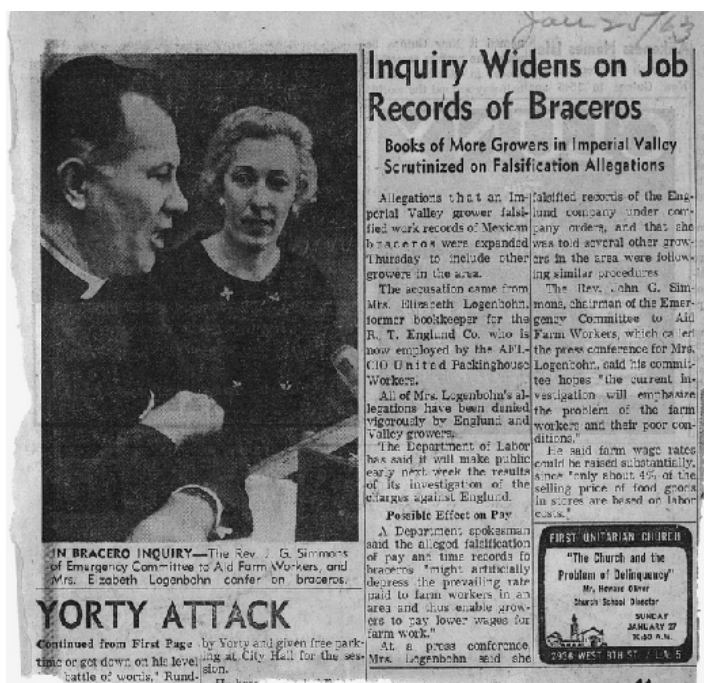 Jan 25/63
Inquiry Widens on Job
Records of Braceros
Books of More Growers in Imperial Valley
Scrutinized on Falsification Allegations
Allegations that an Im-
perial Valley grower falsi-
fied work records of Mexican
braceros were expanded
Thursday to include other
growers in the area.
The accusation came from
Mrs. Elizabeth Logenbohn,
former bookkeeper for the
R. T. Englund Co. who is
now employed by the AFL-
CIO United Packinghouse
Workers.
All of Mrs. Logenbohn's al-
legations have been denied
vigorously by Englund and
Valley growers.
The Department of Labor
has said it will make public
early next week the results
of its investigation of the
charges against Englund.
Possible Effect on Pay
A Department spokesman
said the alleged falsification
of pay and time records fo
braceros "might artificially
depress the prevailing rate
paid to farm workers in an
area and thus enable grow-
ers to pay lower wages for
farm work."
At a press conference,
Mrs. Logenbohn said she
falsified records of the Eng-
lund company under com-
pany orders, and that she
was told several other grow-
ers in the area were follow-
ing similar procedures
The Rev. John G. Sim-
mons, chairman of the Emer-
gency Committee to Aid
Farm Workers, which called
the press conference for Mrs.
Logenbohn, said his commit-
tee hopes "the current in-
vestigation will emphasize
the problem of the farm
workers and their poor con-
ditions."
He said farm wage rates
could be raised substantially,
since "only about 4% of the
selling price of food goods
in stores are based on labor
costs."
IN BRACERO INQUIRY—The Rev. J. G. Simmons
of Emergency Committee to Aid Farm Workers, and
Mrs. Elizabeth Logenbohn confer on braceros.
YORTY ATTACK
Continued from First Page
time or get down on his level
battle of words," Rund-
by Yorty and given free park-
ing at City Hall for the ses-
sion.
FIRST UNITARIAN CHURCH
"The Church and the
Problem of Delinquency"
Mr. Howard Oliver
Church School Director
SUNDAY
JANUARY 27
10:50 A.M.
2936 WEST 8TH ST. / L.A. 5